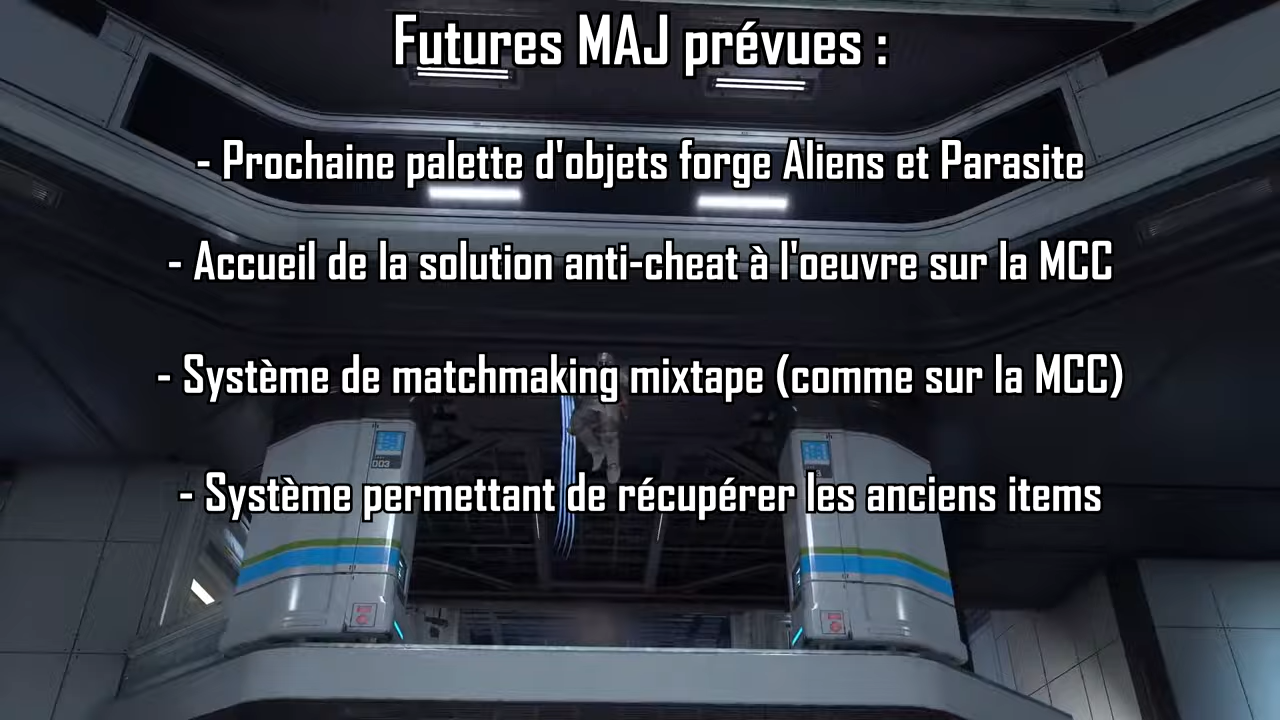 Futures MAJ prévues :
- Prochaine palette d'objets forge Aliens et Parasite
- Accueil de la solution anti-cheat à l'oeuvre sur la MCC
- Système de matchmaking mixtape (comme sur la MCC)
003
- Système permettant de récupérer les anciens items